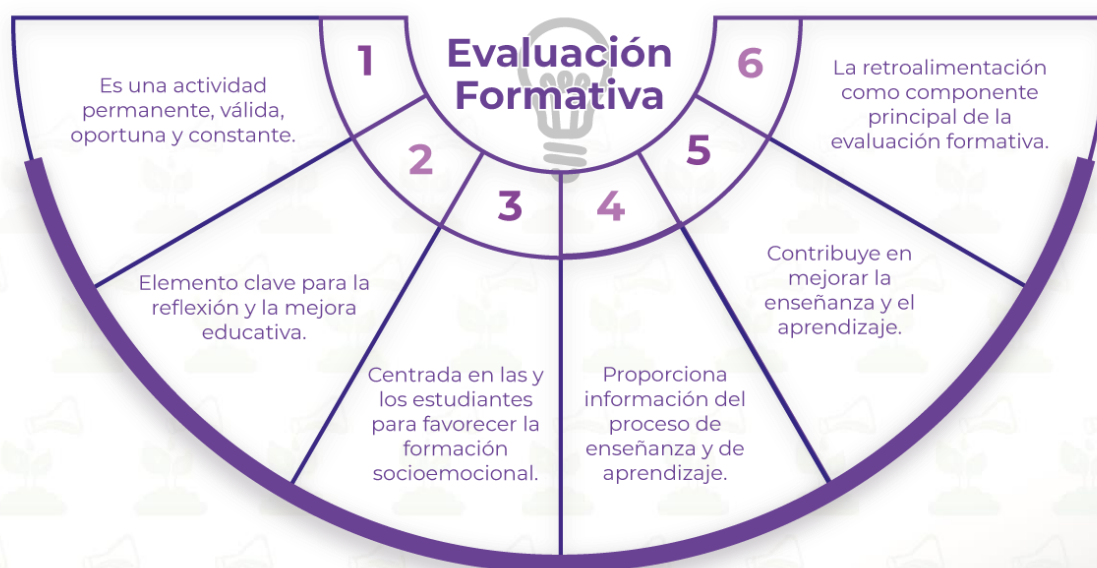 Evaluación
Formativa
1
Es una actividad
permanente, válida,
oportuna y constante.
2
Elemento clave para la
reflexión y la mejora
educativa.
3
Centrada en las y
los estudiantes
para favorecer la
formación
socioemocional.
4
Proporciona
información del
proceso de
enseñanza y de
aprendizaje.
5
Contribuye en
mejorar la
enseñanza y el
aprendizaje.
6
La retroalimentación
como componente
principal de la
evaluación formativa.